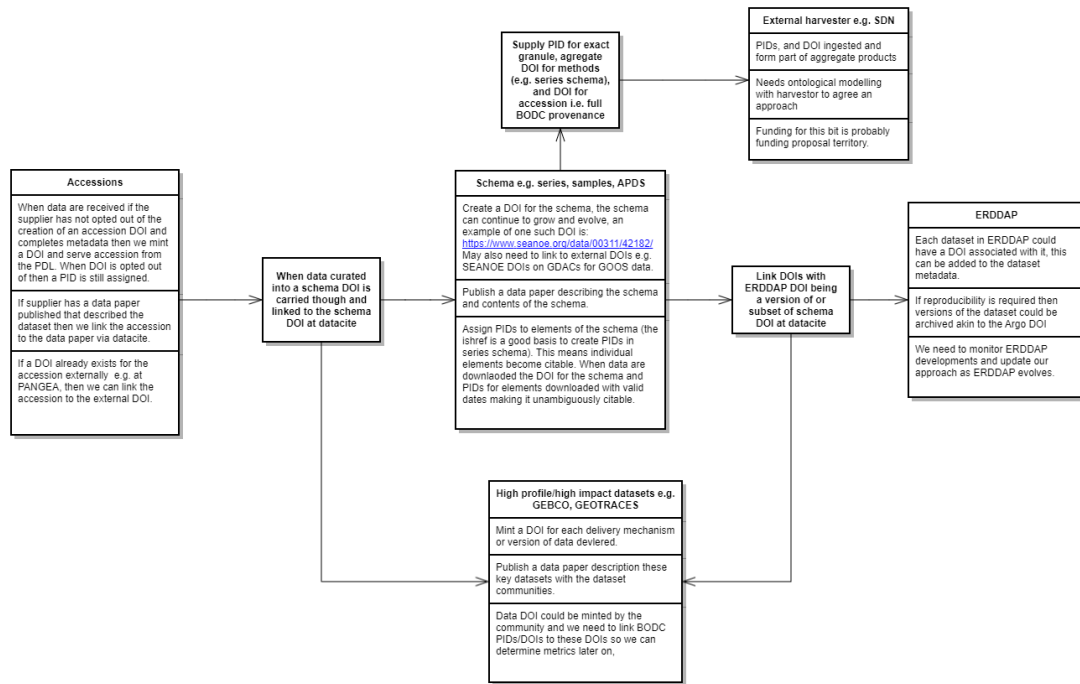 External harvester e.g. SDN
PIDs, and DOI ingested and
form part of aggregate products
Needs ontological modelling
with harvestor to agree an
approach
Funding for this bit is probably
funding proposal territory.
Supply PID for exact
granule, agregate
DOI for methods
(e.g. series schema),
and DOI for
accession i.e. full
BODC provenance
Accessions
When data are received if the
supplier has not opted out of the
creation of an accession DOI and
completes metadata then we mint
a DOI and serve accession from
the PDL. When DOI is opted out
of then a PID is still assigned.
If supplier has a data paper
published that described the
dataset then we link the accession
to the data paper via datacite.
If a DOI already exists for the
accession externally e.g. at
PANGEA, then we can link the
accession to the external DOI.
When data curated
into a schema DOI is
carried though and
linked to the schema
DOI at datacite
Schema e.g. series, samples, APDS
Create a DOI for the schema, the schema
can continue to grow and evolve, an
example of one such DOI is:
https://www.seanoe.org/data/00311/42182/
May also need to link to external DOIs e.g.
SEANOE DOIs on GDACs for GOOS data.
Publish a data paper describing the schema
and contents of the schema.
Assign PIDs to elements of the schema (the
ishref is a good basis to create PIDs in
series schema). This means individual
elements become citable. When data are
downlaoded the DOI for the schema and
PIDs for elements downloaded with valid
dates making it unambiguously citable.
Link DOIs with
ERDDAP DOI being
a version of or
subset of schema
DOI at datacite
ERDDAP
Each dataset in ERDDAP could
have a DOI associated with it, this
can be added to the dataset
metadata.
If reproducibility is required then
versions of the dataset could be
archived akin to the Argo DOI
We need to monitor ERDDAP
developments and update our
approach as ERDDAP evolves.
High profile/high impact datasets e.g.
GEBCO, GEOTRACES
Mint a DOI for each delivery mechanism
or version of data devlered.
Publish a data paper description these
key datasets with the dataset
communities.
Data DOI could be minted by the
community and we need to link BODC
PIDs/DOIs to these DOIs so we can
determine metrics later on,